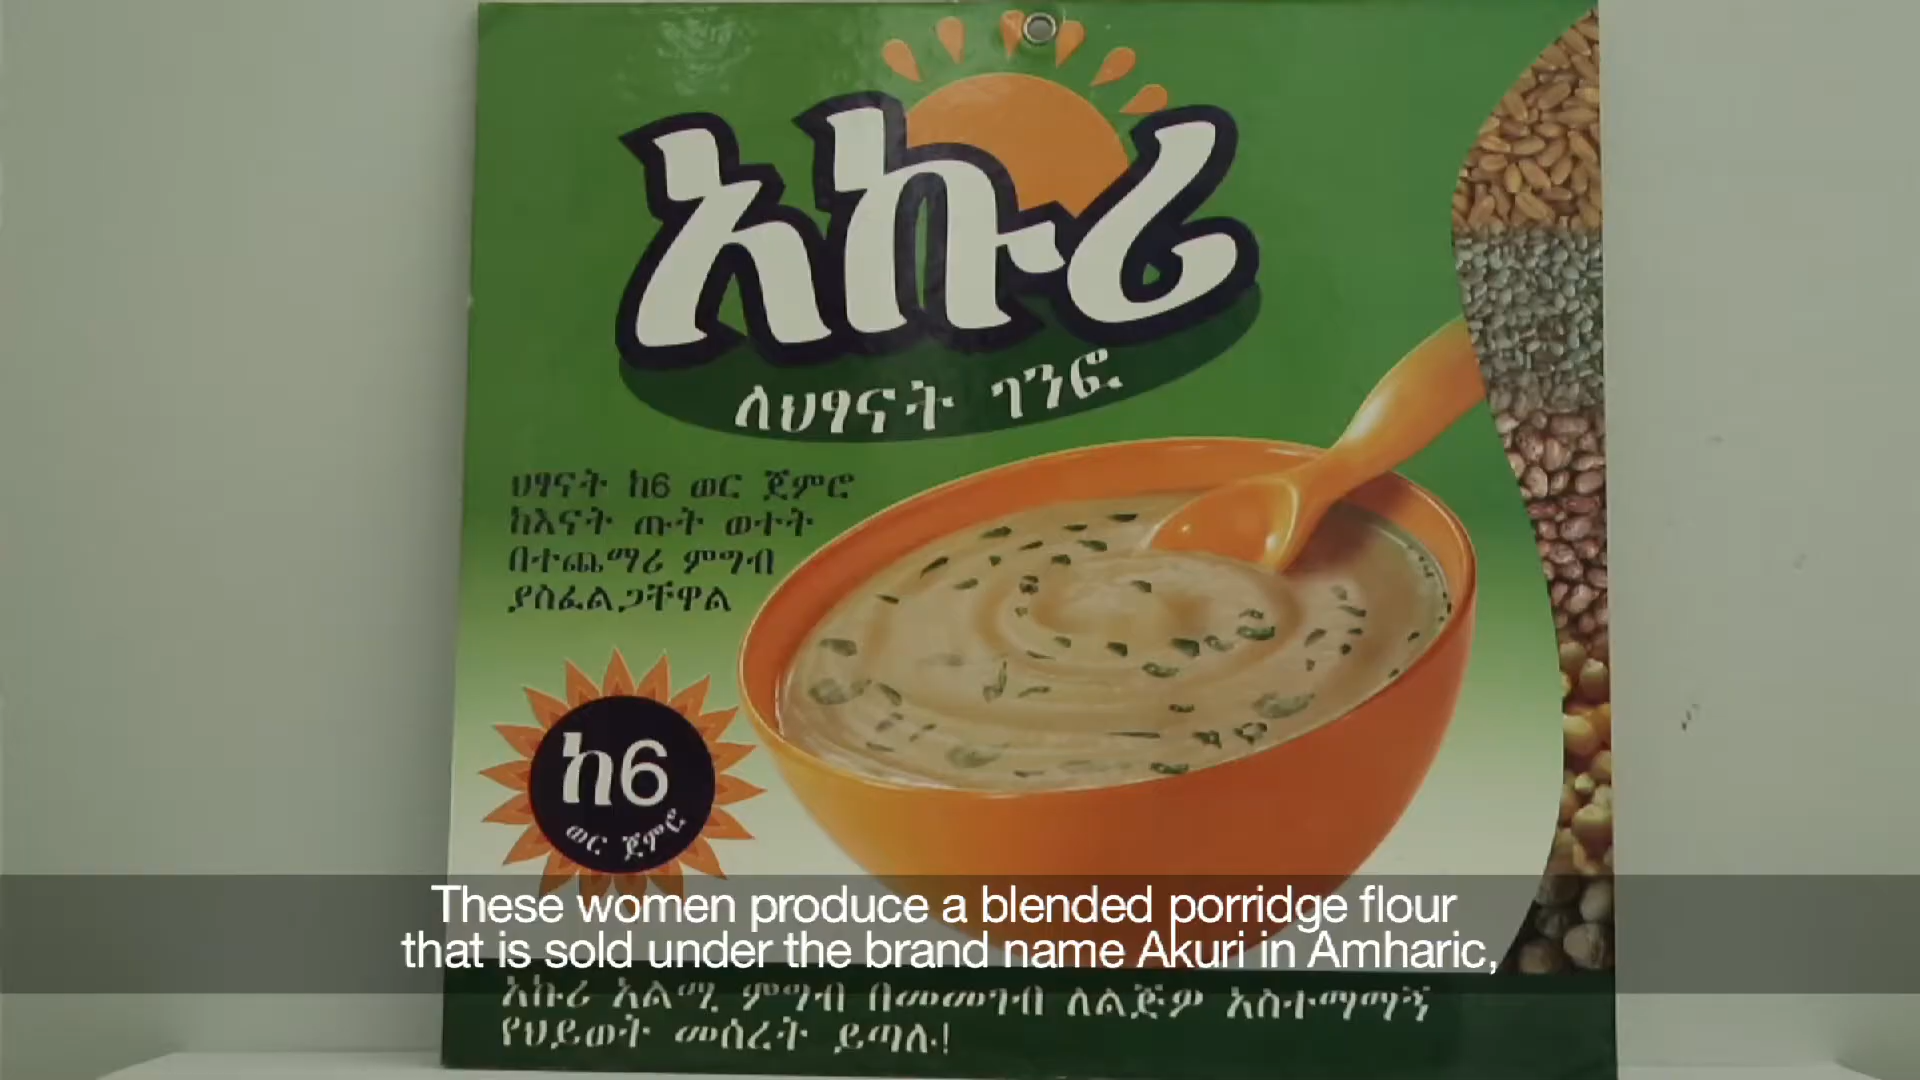 አኩሪ
ለህፃናት ገንፎ
ህፃናት ከ6 ወር ጀምሮ
ከእናት ጡት ወተት
በተጨማሪ ምግብ
ያስፈልጋቸዋል
ከ6
ወር ጀምሮ
These women produce a blended porridge flour
that is sold under the brand name Akuri in Amharic,
አኩሪ አልሚ ምግብ በመመገብ ለልጅዎ አስተማማኝ
የህይወት መሰረት ይጣሉ!